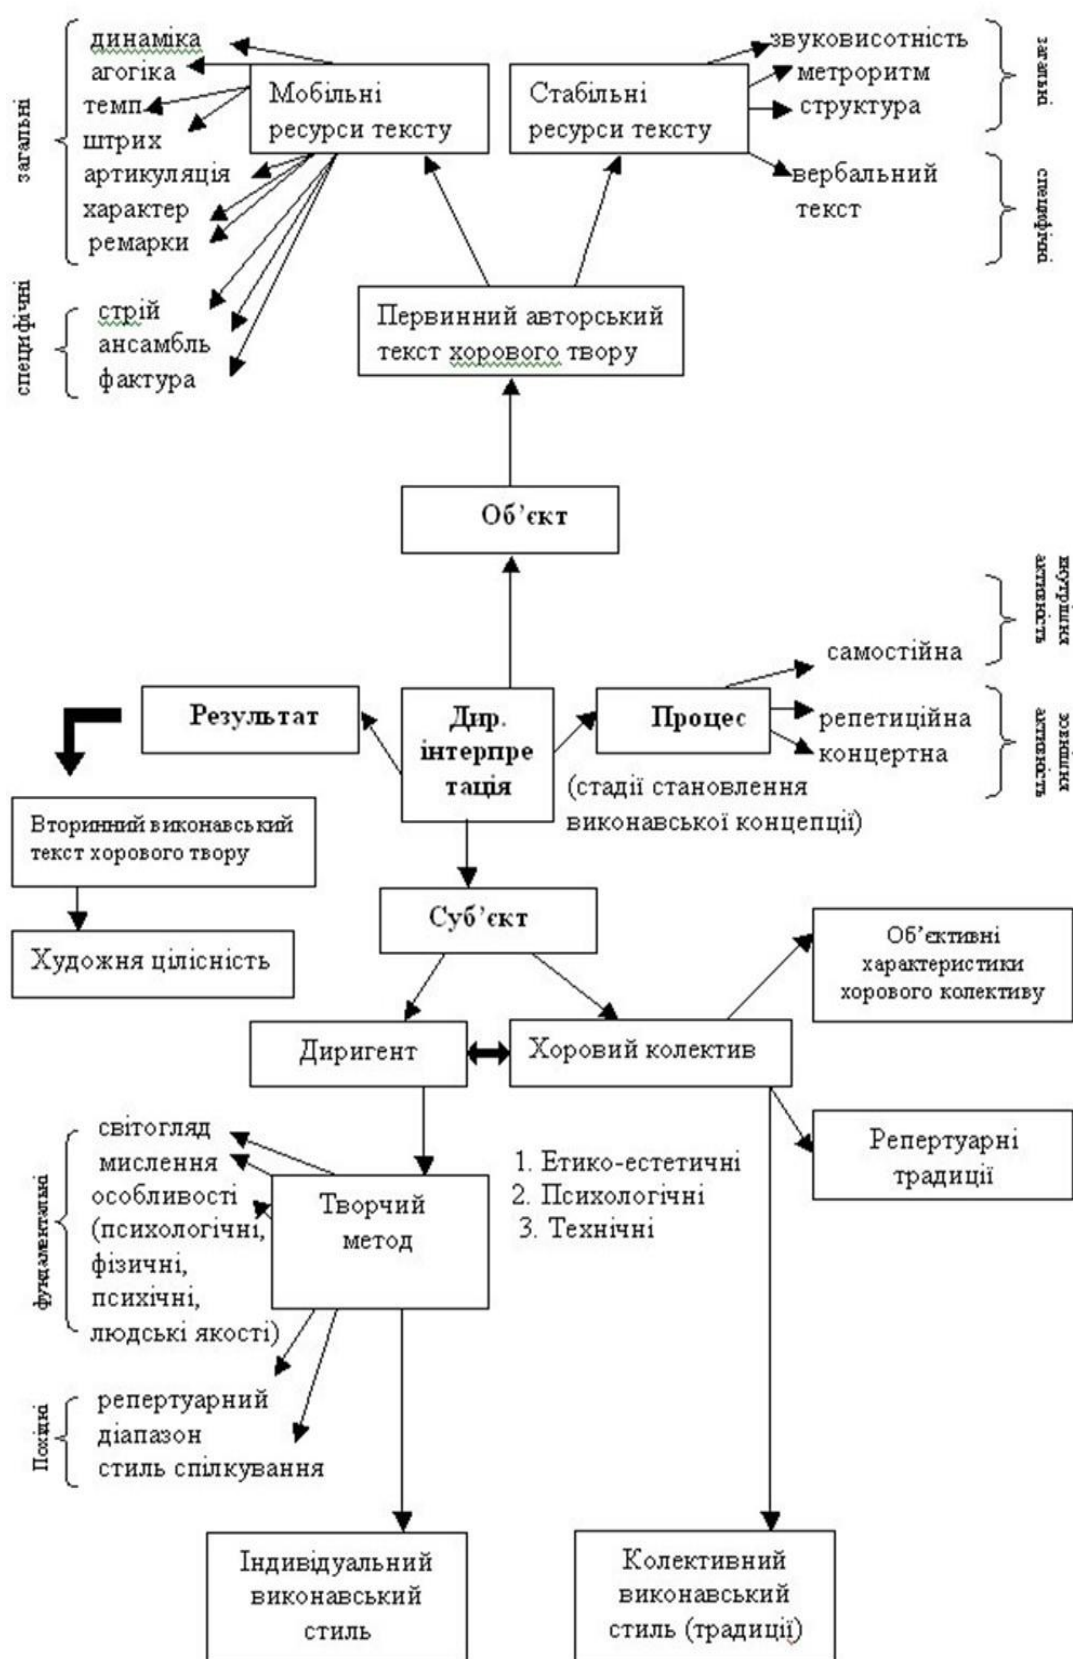 динаміка
агогіка
темп
штрих
артикуляція
характер
ремарки
загальні
стрій
ансамбль
фактура
специфічні
Мобільні
ресурси тексту
Стабільні
ресурси тексту
звуковисотність
метроритм
структура
загальні
вербальний
текст
специфічні
Первинний авторський
текст хорового твору
Об’єкт
Результат
Дир.
інтерпре
тація
Процес
(стадії становлення
виконавської концепції)
самостійна
репетиційна
концертна
внутрішня
активність
зовнішня
активність
Вторинний виконавський
текст хорового твору
Художня цілісність
Суб’єкт
Диригент
Хоровий колектив
Об’єктивні
характеристики
хорового колективу
Репертуарні
традиції
1. Етико-естетичні
2. Психологічні
3. Технічні
Творчий
метод
світогляд
мислення
особливості
(психологічні,
фізичні,
психічні,
людські якості)
фундаментальні
репертуарний
діапазон
стиль спілкування
Похідні
Індивідуальний
виконавський
стиль
Колективний
виконавський
стиль (традиції)